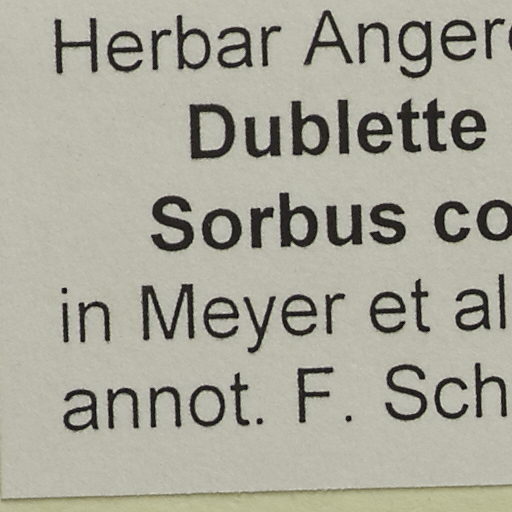 Herbar Anger
Dublette
Sorbus co
in Meyer et al
annot. F. Sch